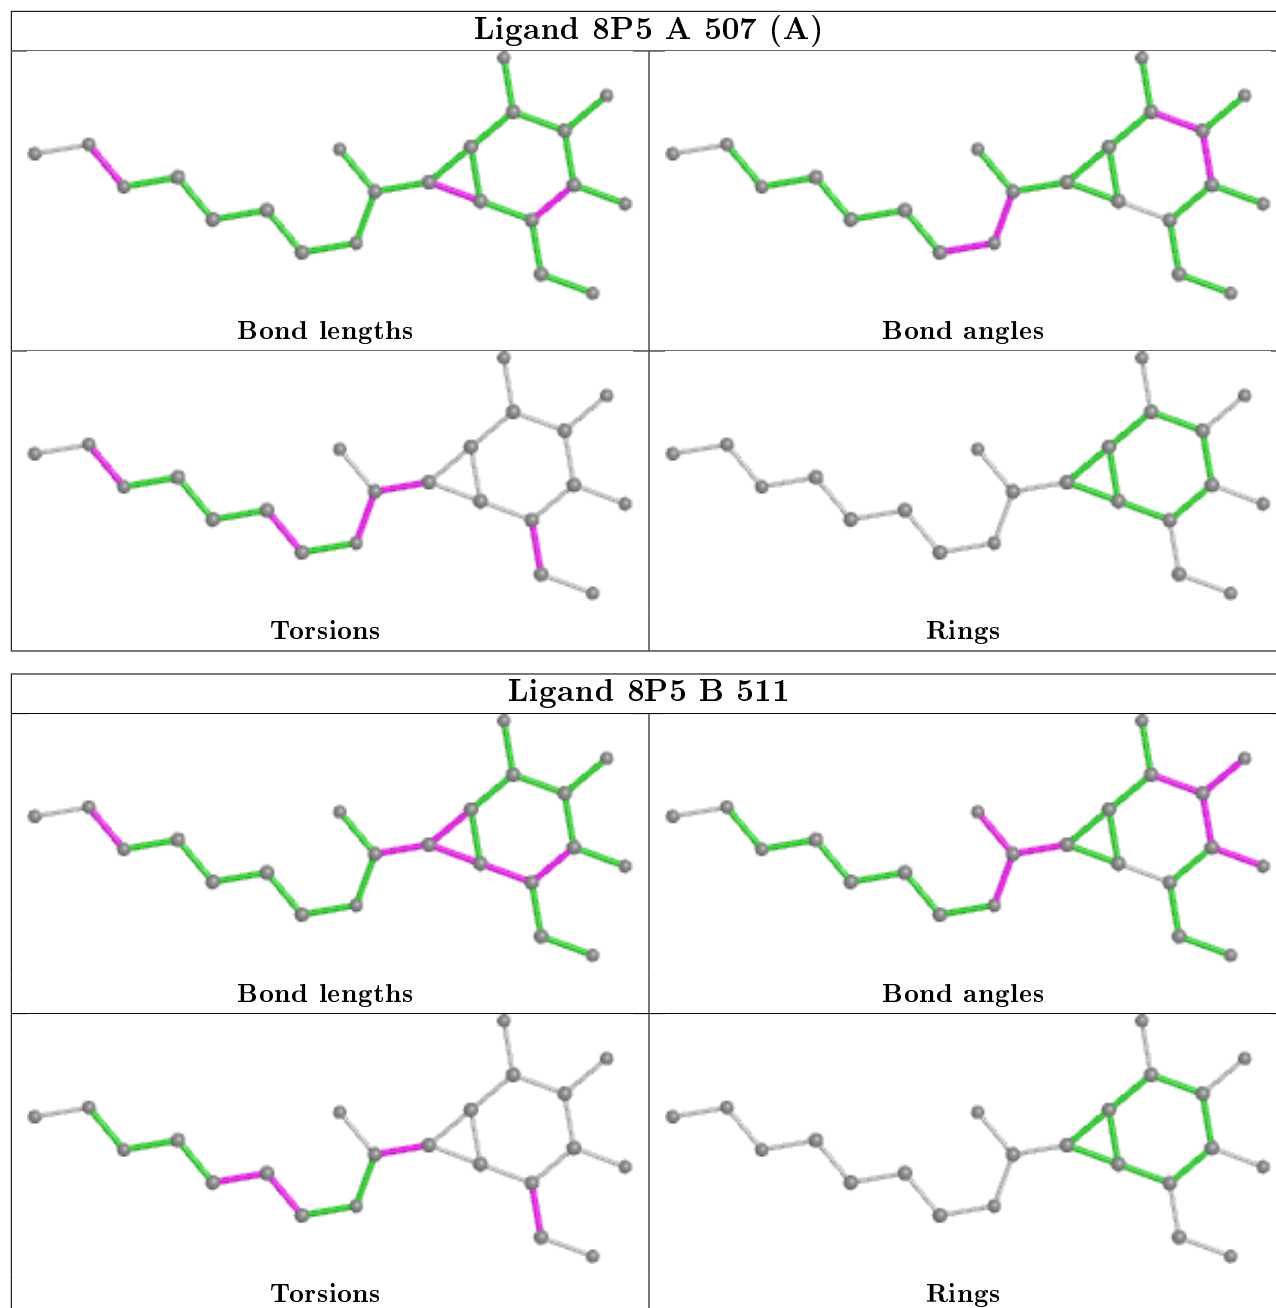 Ligand 8P5 A 507 (A)
Bond lengths
Bond angles
Torsions
Rings
Ligand 8P5 B 511
Bond lengths
Bond angles
Torsions
Rings